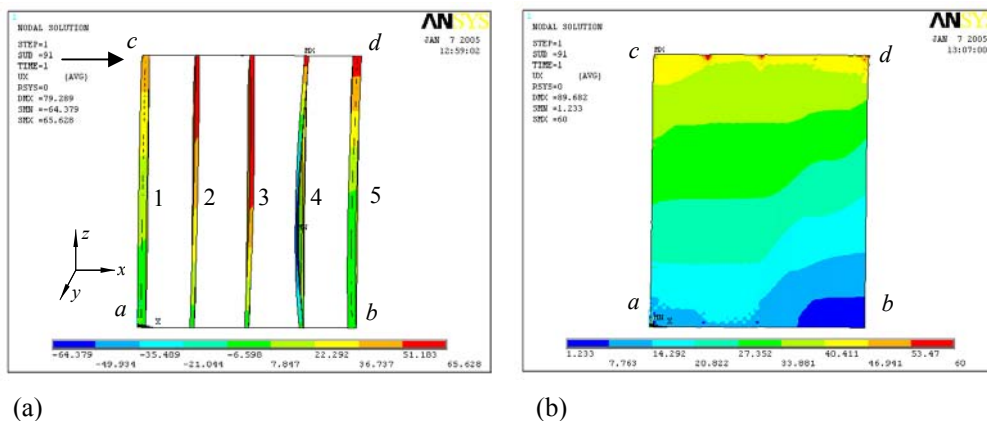 1
NODAL SOLUTION
STEP=1
SUB =91
TIME=1
UX (AVG)
RSYS=0
DMX =79.289
SMN =-64.379
SMX =65.628
ANSYS
JAN 7 2005
12:59:02
c
d
MX
1
2
3
4
5
z
x
y
a
b
X
-64.379 -35.489 -6.598 22.292 51.183
-49.934 -21.044 7.847 36.737 65.628
(a)
1
NODAL SOLUTION
STEP=1
SUB =91
TIME=1
UX (AVG)
RSYS=0
DMX =89.682
SMN =1.233
SMX =60
ANSYS
JAN 7 2005
13:07:00
c
d
MX
a
b
MN
X
1.233 14.292 27.352 40.411 53.47
7.763 20.822 33.881 46.941 60
(b)